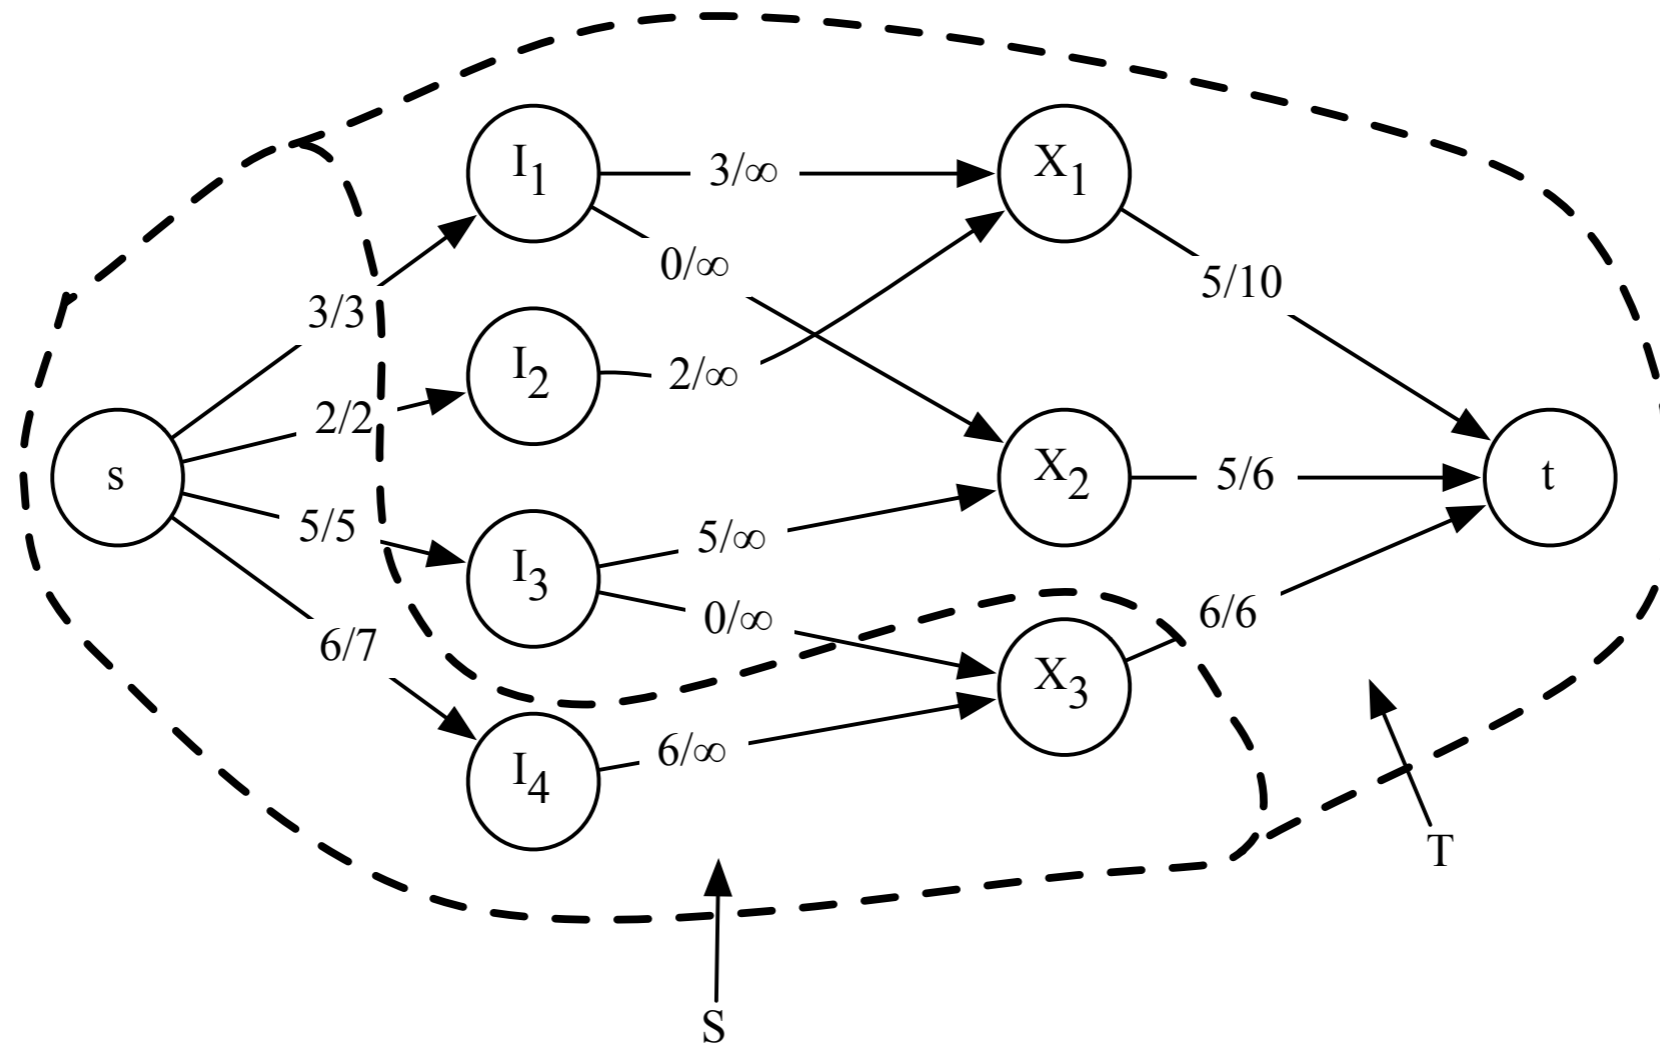 I1
3/∞
X1
0/∞
5/10
3/3
I2
2/∞
2/2
s
X2
5/6
t
5/5
I3
5/∞
0/∞
6/6
6/7
X3
I4
6/∞
T
S